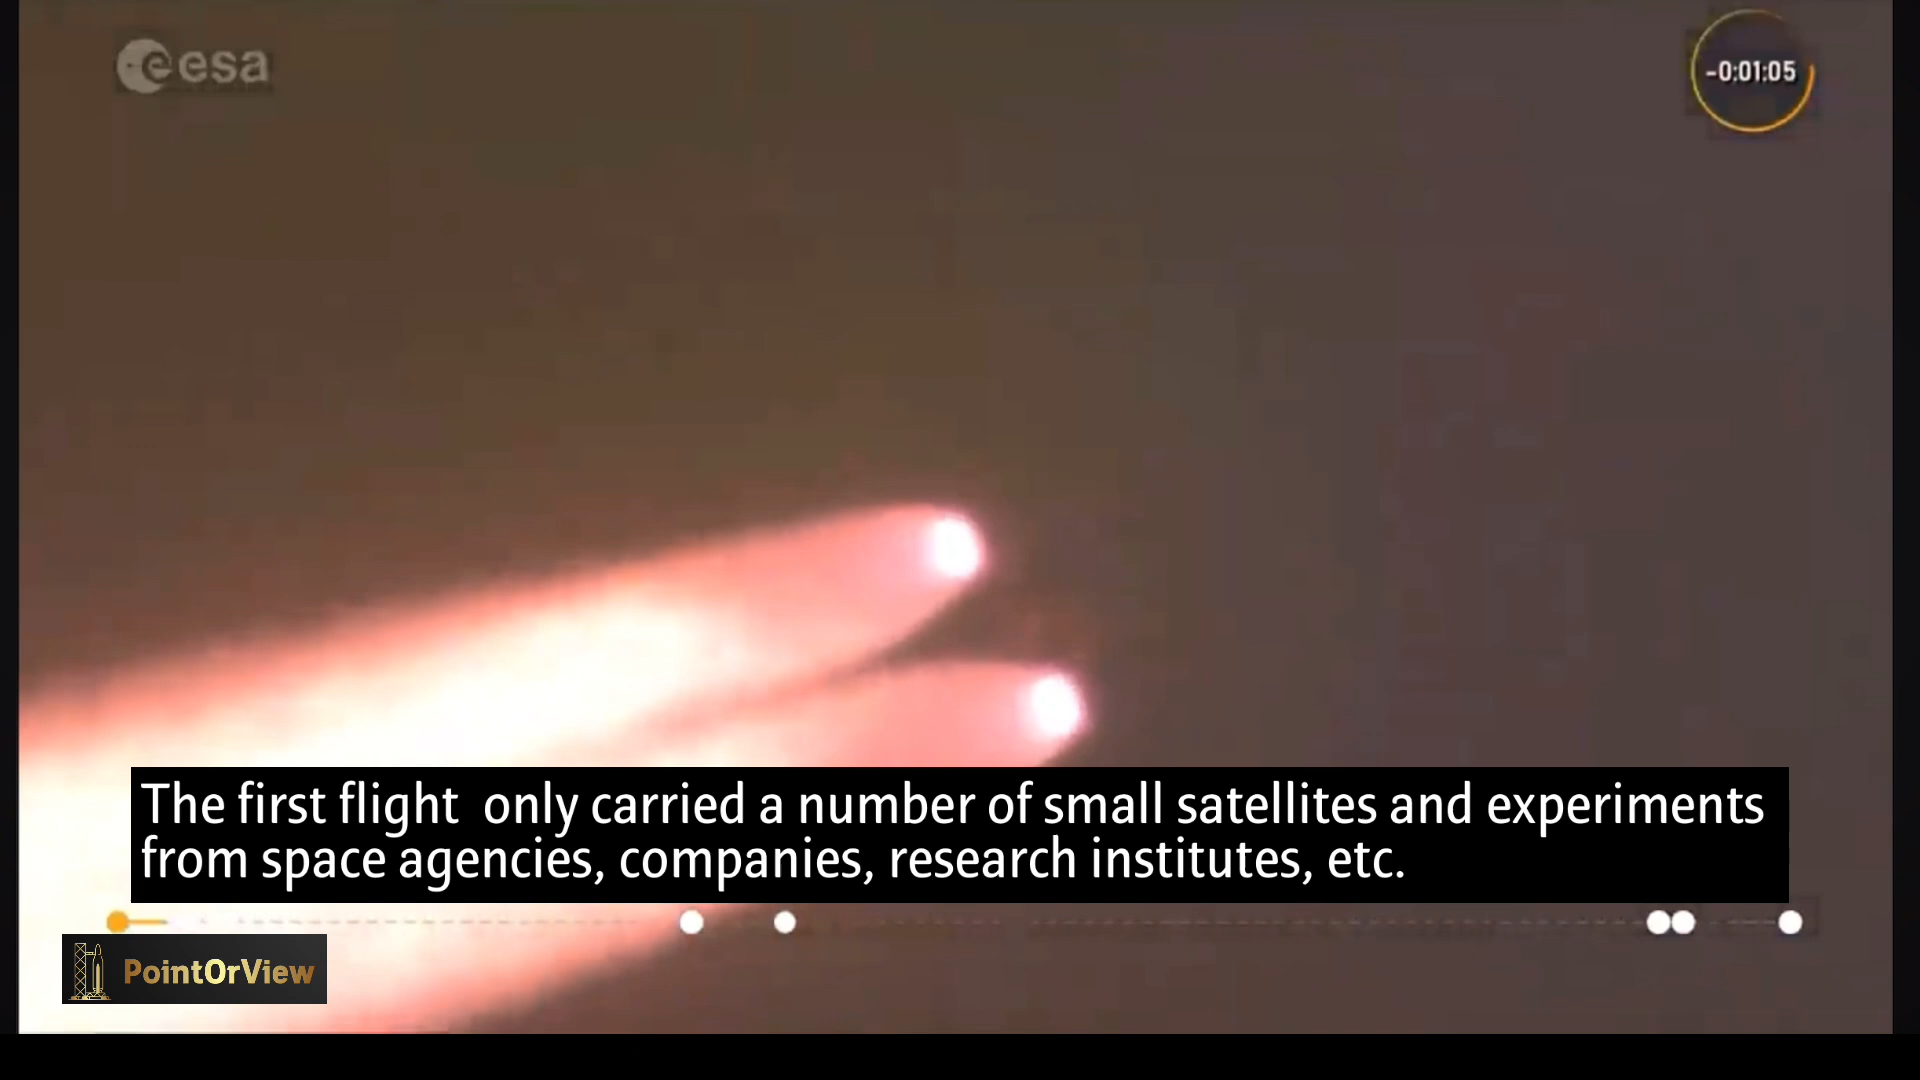 esa
-0:01:05
The first flight  only carried a number of small satellites and experiments
from space agencies, companies, research institutes, etc.
PointOrView